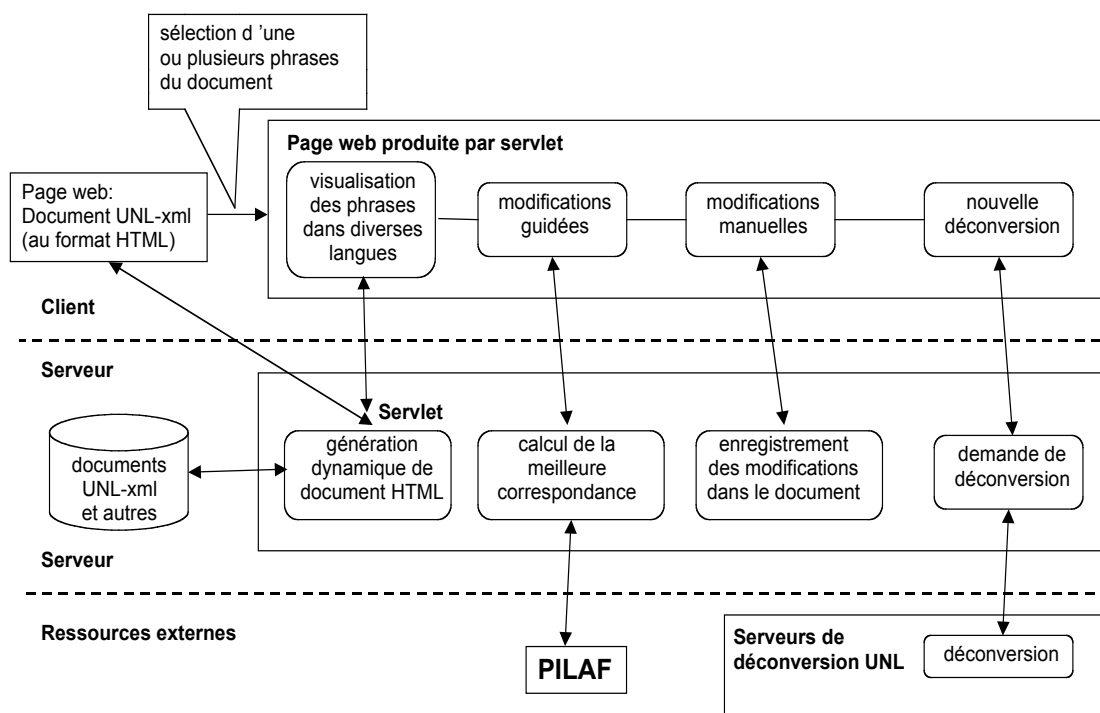 sélection d 'une
ou plusieurs phrases
du document
Page web produite par servlet
Page web:
Document UNL-xml
(au format HTML)
visualisation
des phrases
dans diverses
langues
modifications
guidées
modifications
manuelles
nouvelle
déconversion
Client
Serveur
Servlet
documents
UNL-xml
et autres
génération
dynamique de
document HTML
calcul de la
meilleure
correspondance
enregistrement
des modifications
dans le document
demande de
déconversion
Serveur
Ressources externes
PILAF
Serveurs de
déconversion UNL
déconversion